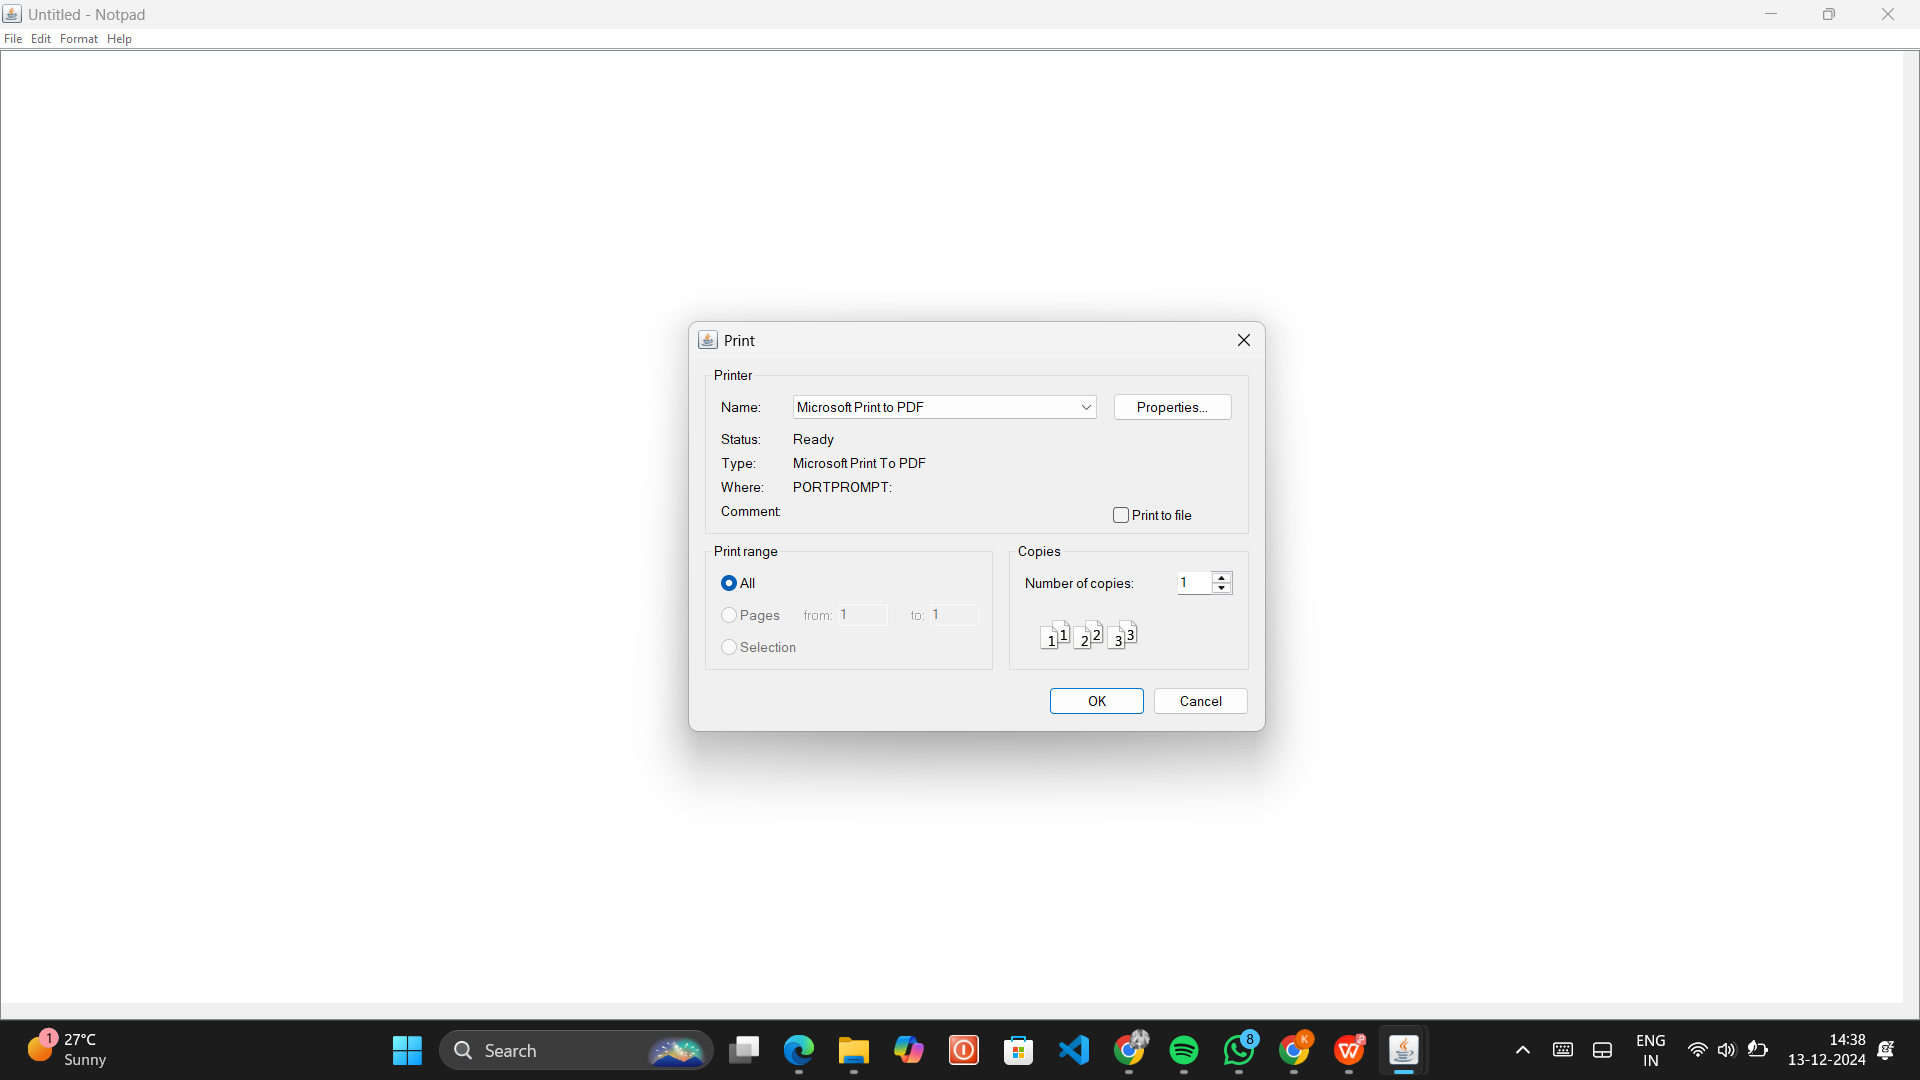 Untitled - Notpad
File Edit Format Help
Print
Printer
Name: Microsoft Print to PDF Properties...
Status: Ready
Type: Microsoft Print To PDF
Where: PORTPROMPT:
Comment:
Print to file
Print range
All
Pages from: 1 to: 1
Selection
Copies
Number of copies: 1
1 1 2 2 3 3
OK Cancel
1 27°C
Sunny
Search
8
K
W
ENG
IN
14:38
13-12-2024